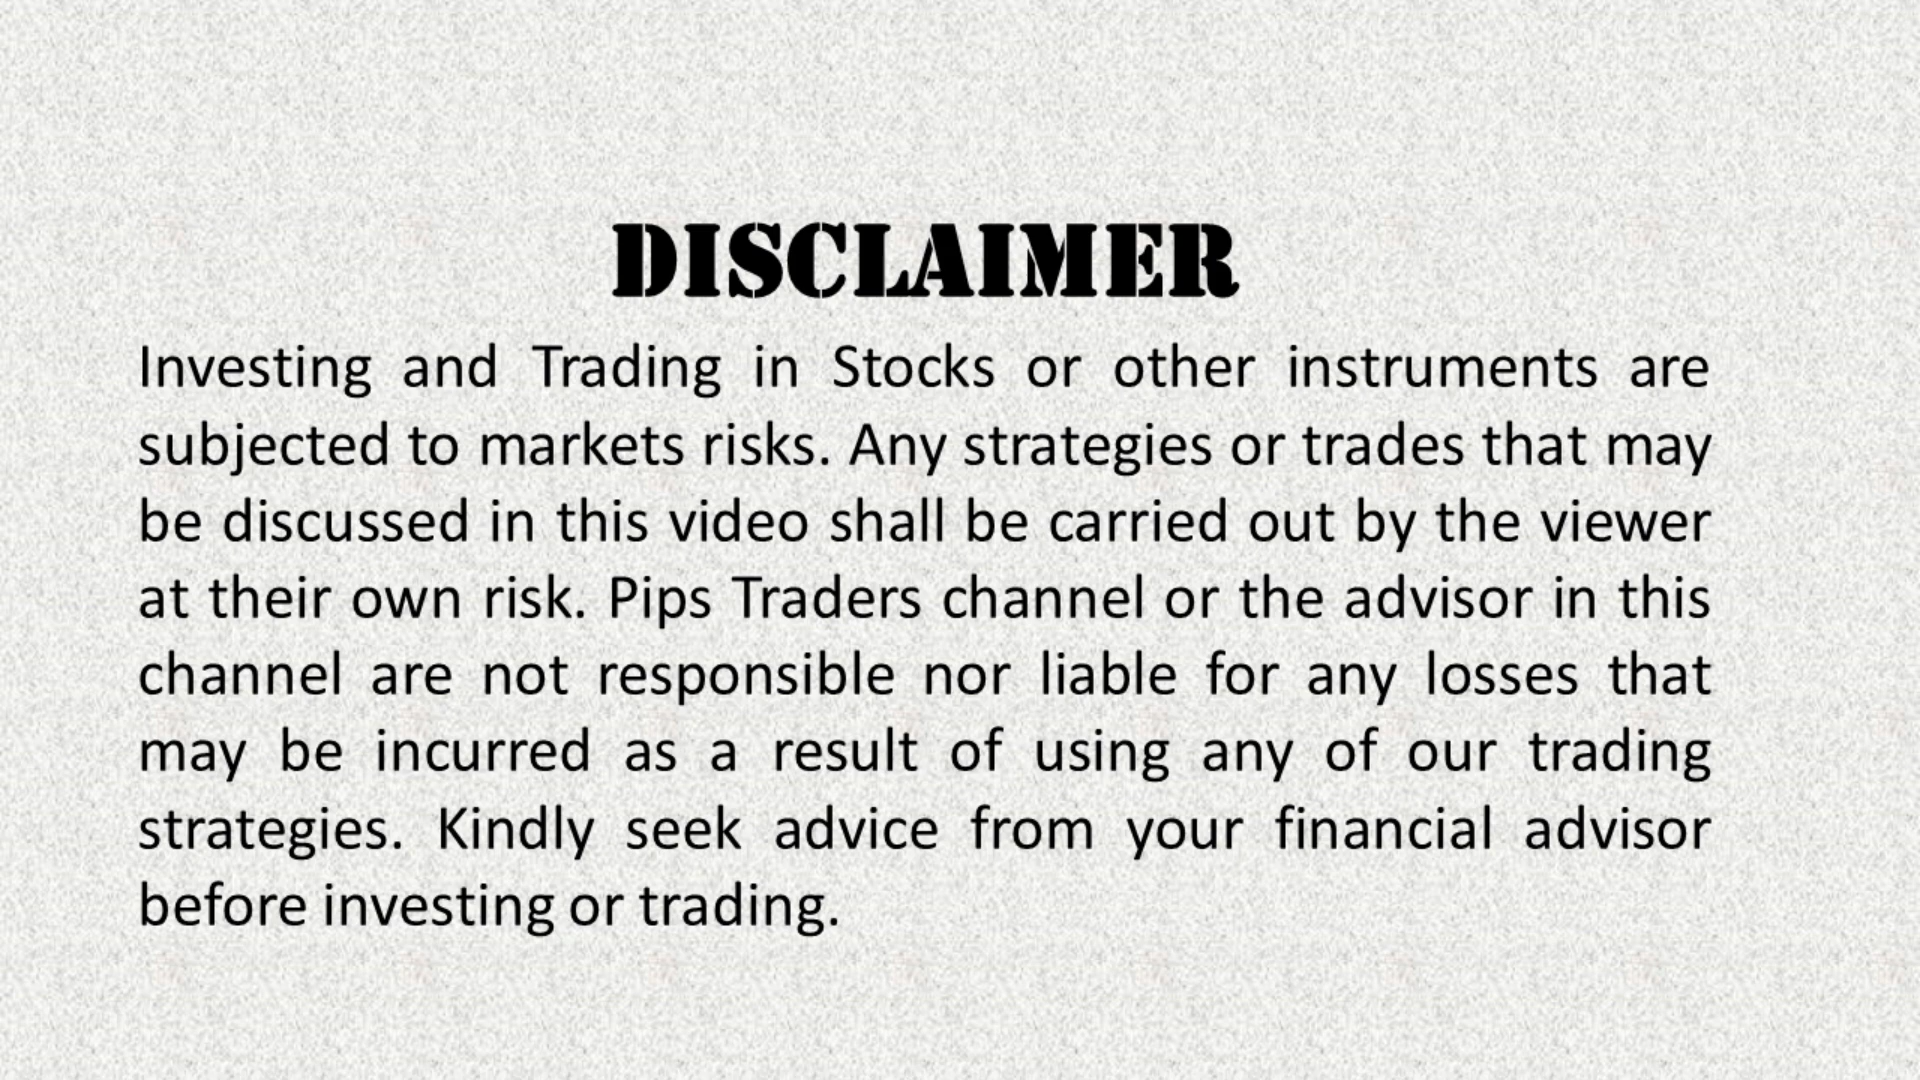 DISCLAIMER
Investing and Trading in Stocks or other instruments are
subjected to markets risks. Any strategies or trades that may
be discussed in this video shall be carried out by the viewer
at their own risk. Pips Traders channel or the advisor in this
channel are not responsible nor liable for any losses that
may be incurred as a result of using any of our trading
strategies. Kindly seek advice from your financial advisor
before investing or trading.